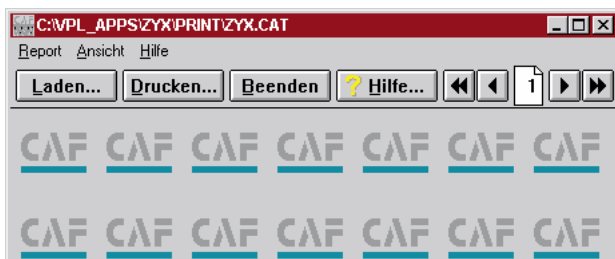 C:\VPL_APPS\ZYX\PRINT\ZYX.CAT
Report Ansicht Hilfe
Laden... Drucken... Beenden ? Hilfe... 1
CAF CAF CAF CAF CAF CAF CAF
CAF CAF CAF CAF CAF CAF CAF